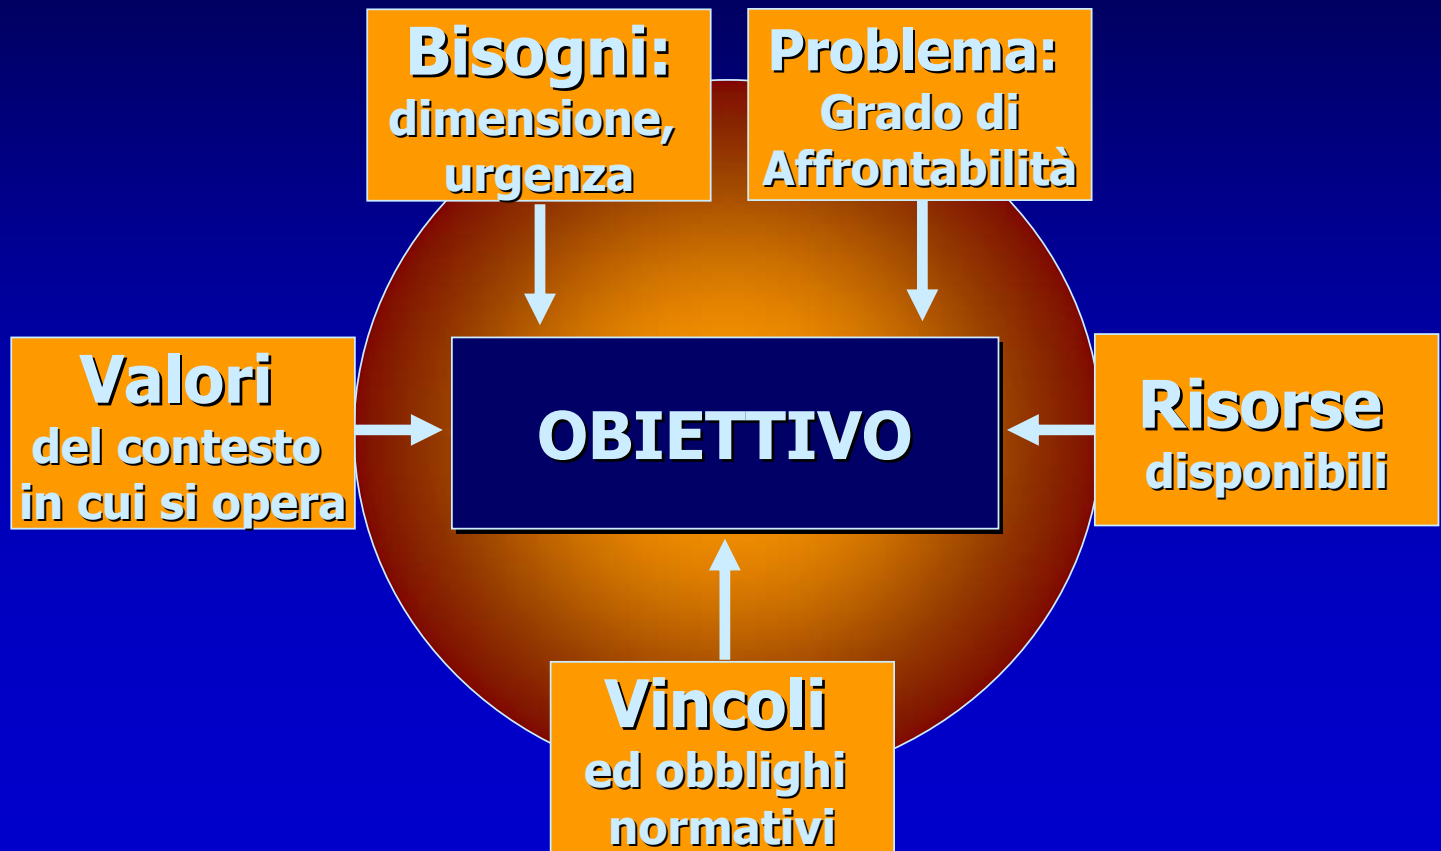 Bisogni:
dimensione,
urgenza
Problema:
Grado di
Affrontabilità
Valori
del contesto
in cui si opera
OBIETTIVO
Risorse
disponibili
Vincoli
ed obblighi
normativi